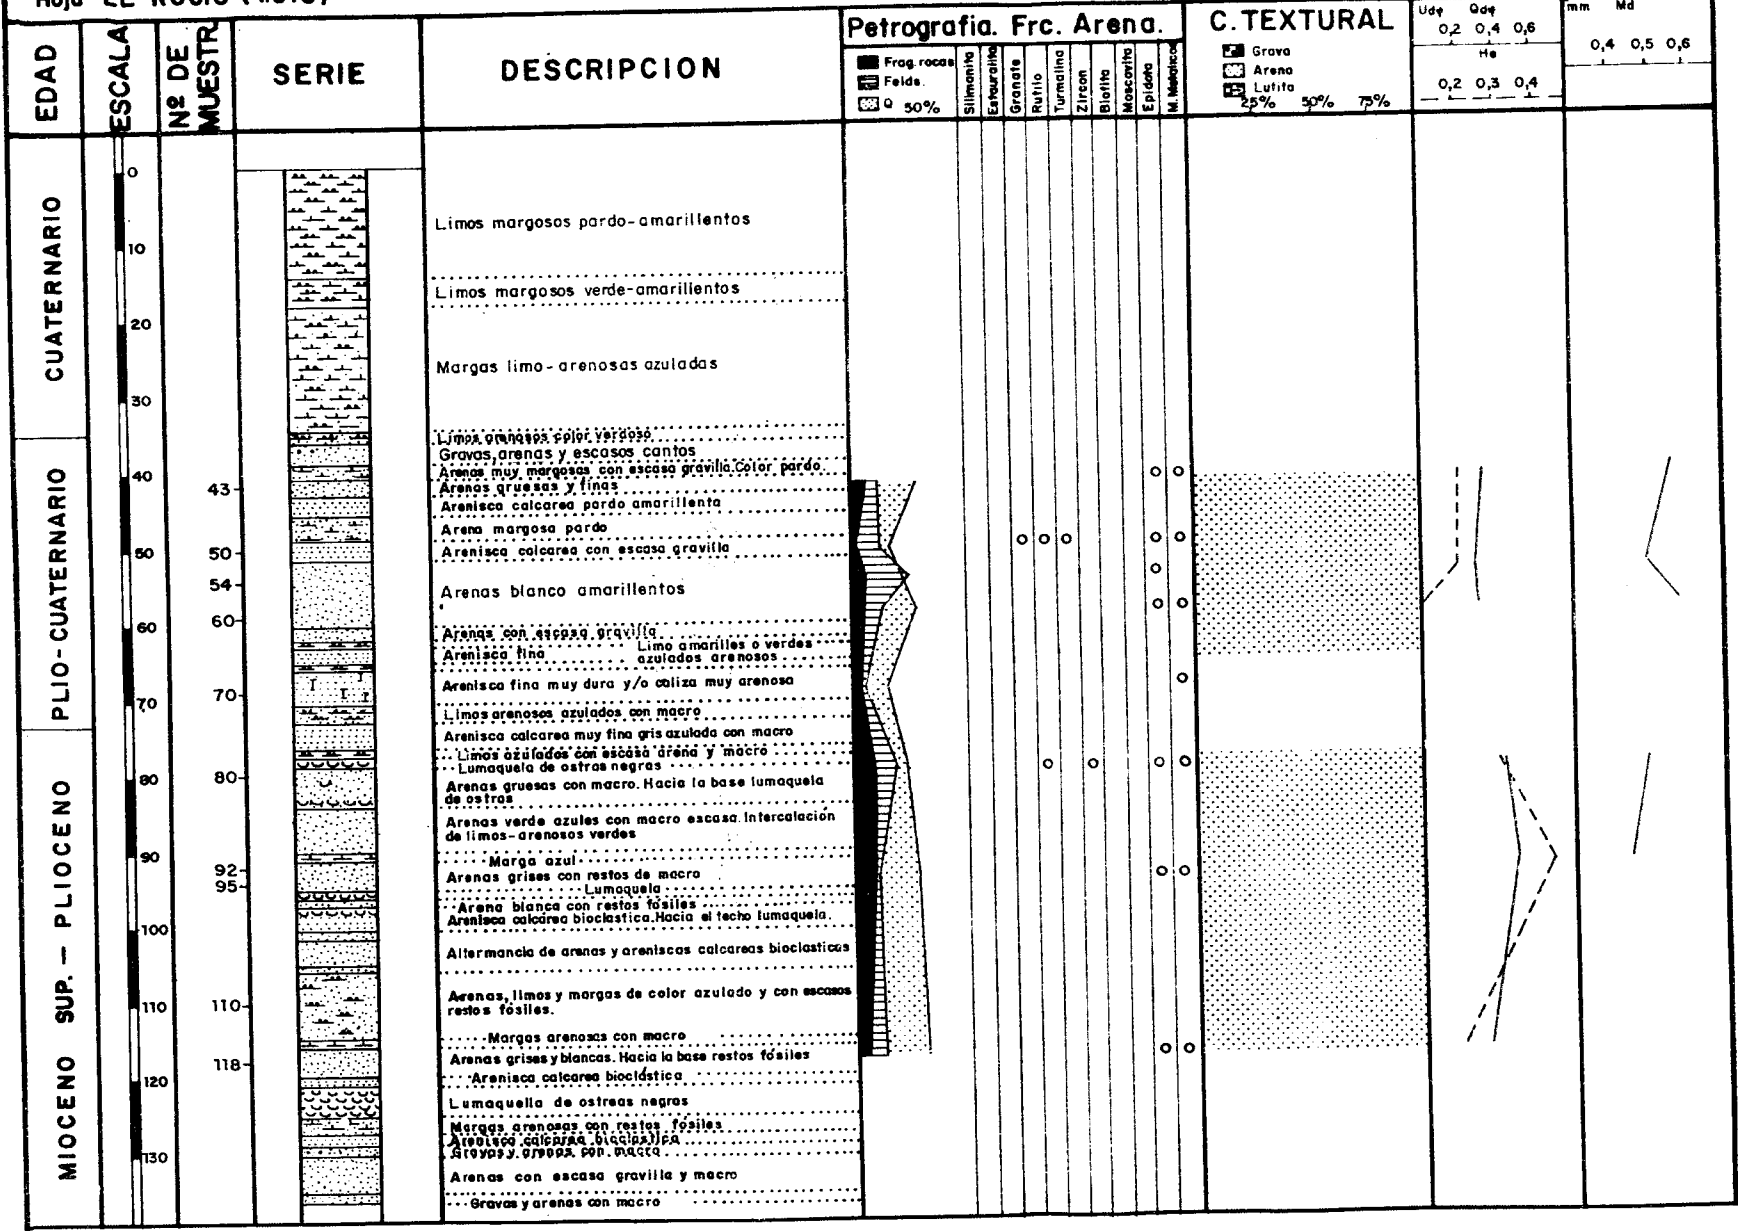 Hoja EL ROCIO
EDAD
ESCALA
Nº DE
MUESTR.
SERIE
DESCRIPCION
Petrografia. Frc. Arena.
Frag. rocas
Felds.
Q 50%
Silimanita
Estaurolita
Granate
Rutilo
Turmalina
Zircon
Biotita
Moscovita
Epidota
M. Metalicos
C. TEXTURAL
Grava
Arena
Lutita
25% 50% 75%
Udφ Qdφ
0,2 0,4 0,6
He
0,2 0,3 0,4
mm Md
0,4 0,5 0,6
CUATERNARIO
PLIO-CUATERNARIO
MIOCENO SUP. — PLIOCENO
0
10
20
30
40
50
60
70
80
90
100
110
120
130
43
50
54
60
70
80
92
95
110
118
Limos margosos pardo-amarillentos
Limos margosos verde-amarillentos
Margas limo-arenosas azuladas
Limos arenosos color verdoso
Gravas, arenas y escasos cantos
Arenas muy margosas con escasa gravilla. Color pardo.
Arenas gruesas y finas
Arenisca calcarea pardo amarillenta
Arena margosa pardo
Arenisca calcarea con escasa gravilla
Arenas blanco amarillentos
Arenas con escasa gravilla
Arenisca fina
Limo amarilles o verdes
azulados arenosos
Arenisca fina muy dura y/o caliza muy arenosa
Limos arenosos azulados con macro
Arenisca calcarea muy fina gris azulada con macro
Limos azulados con escasa arena y macro
Lumaquela de ostras negras
Arenas gruesas con macro. Hacia la base lumaquela
de ostras
Arenas verde azules con macro escasa. Intercalación
de limos-arenosos verdes
Marga azul
Arenas grises con restos de macro
Lumaquela
Arena blanca con restos fósiles
Arenisca calcárea bioclastica. Hacia el techo lumaquela.
Altermancia de arenas y areniscas calcareas bioclasticas
Arenas, limos y margas de color azulado y con escasos
restos fósiles.
Margas arenosas con macro
Arenas grises y blancas. Hacia la base restos fósiles
Arenisca calcarea bioclástica
Lumaquella de ostreas negras
Margas arenosas con restos fósiles
Arenisca calcarea bioclastica
Gravas y arenas con macro
Arenas con escasa gravilla y macro
Gravas y arenas con macro